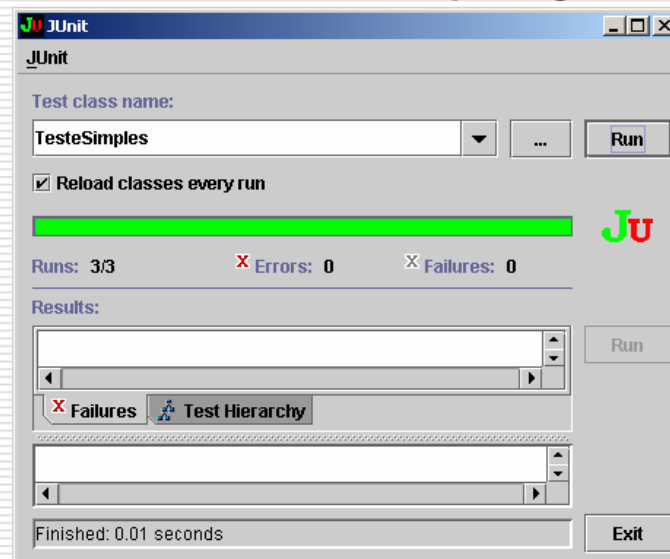 JU JUnit
JUnit
Test class name:
TesteSimples
...
Run
Reload classes every run
JU
Runs: 3/3
X Errors: 0
X Failures: 0
Results:
Run
X Failures
Test Hierarchy
Finished: 0.01 seconds
Exit